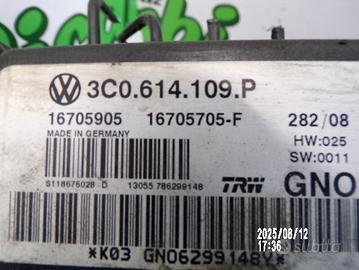 3C0.614.109.P
16705905 16705705-F 282/08
MADE IN GERMANY HW:025
SW:0011
S118676028-D 13055 786299148 TRW GNO
2025/08/12
*K03 GNO6299148V* 17:36